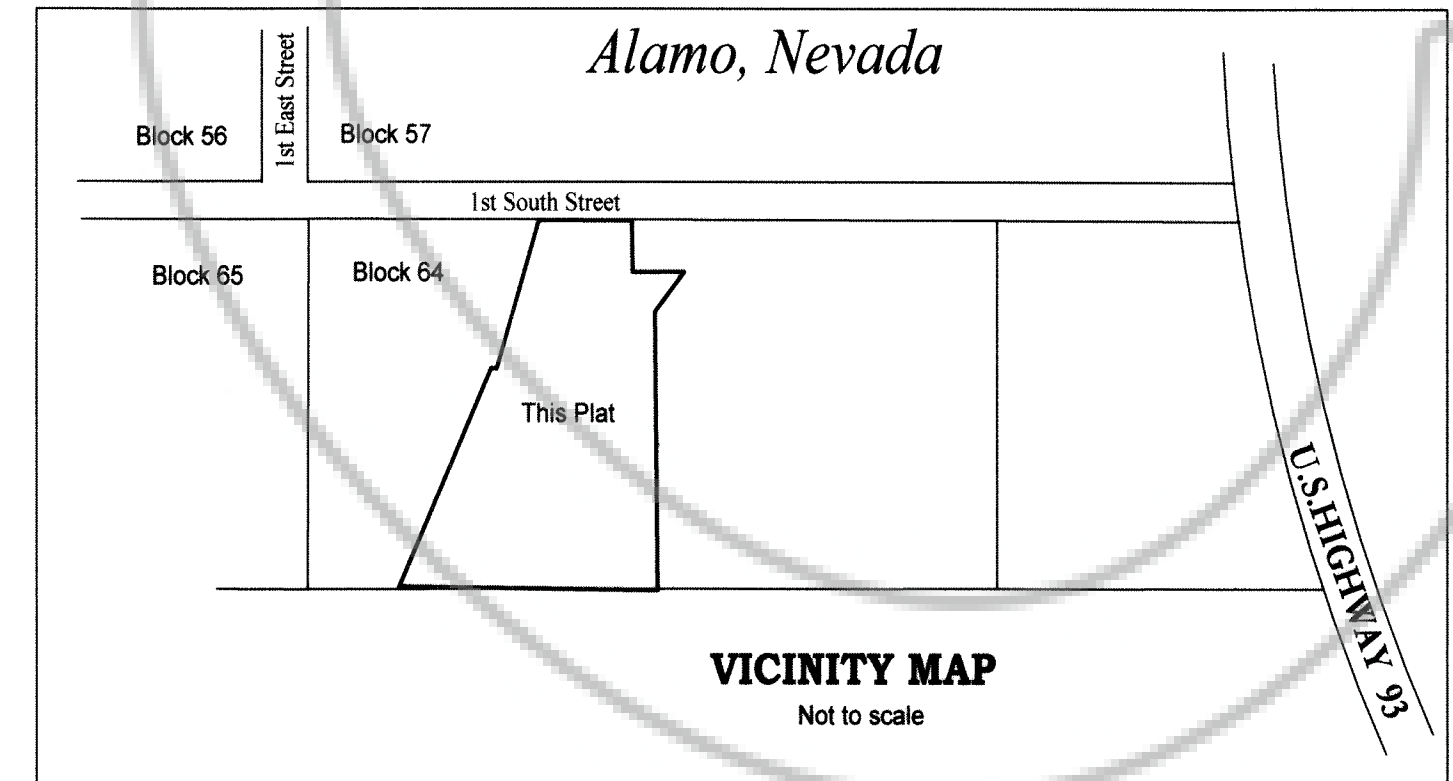 Alamo, Nevada
1st East Street
Block 56
Block 57
1st South Street
Block 65
Block 64
This Plat
U.S.HIGHWAY 93
VICINITY MAP
Not to scale